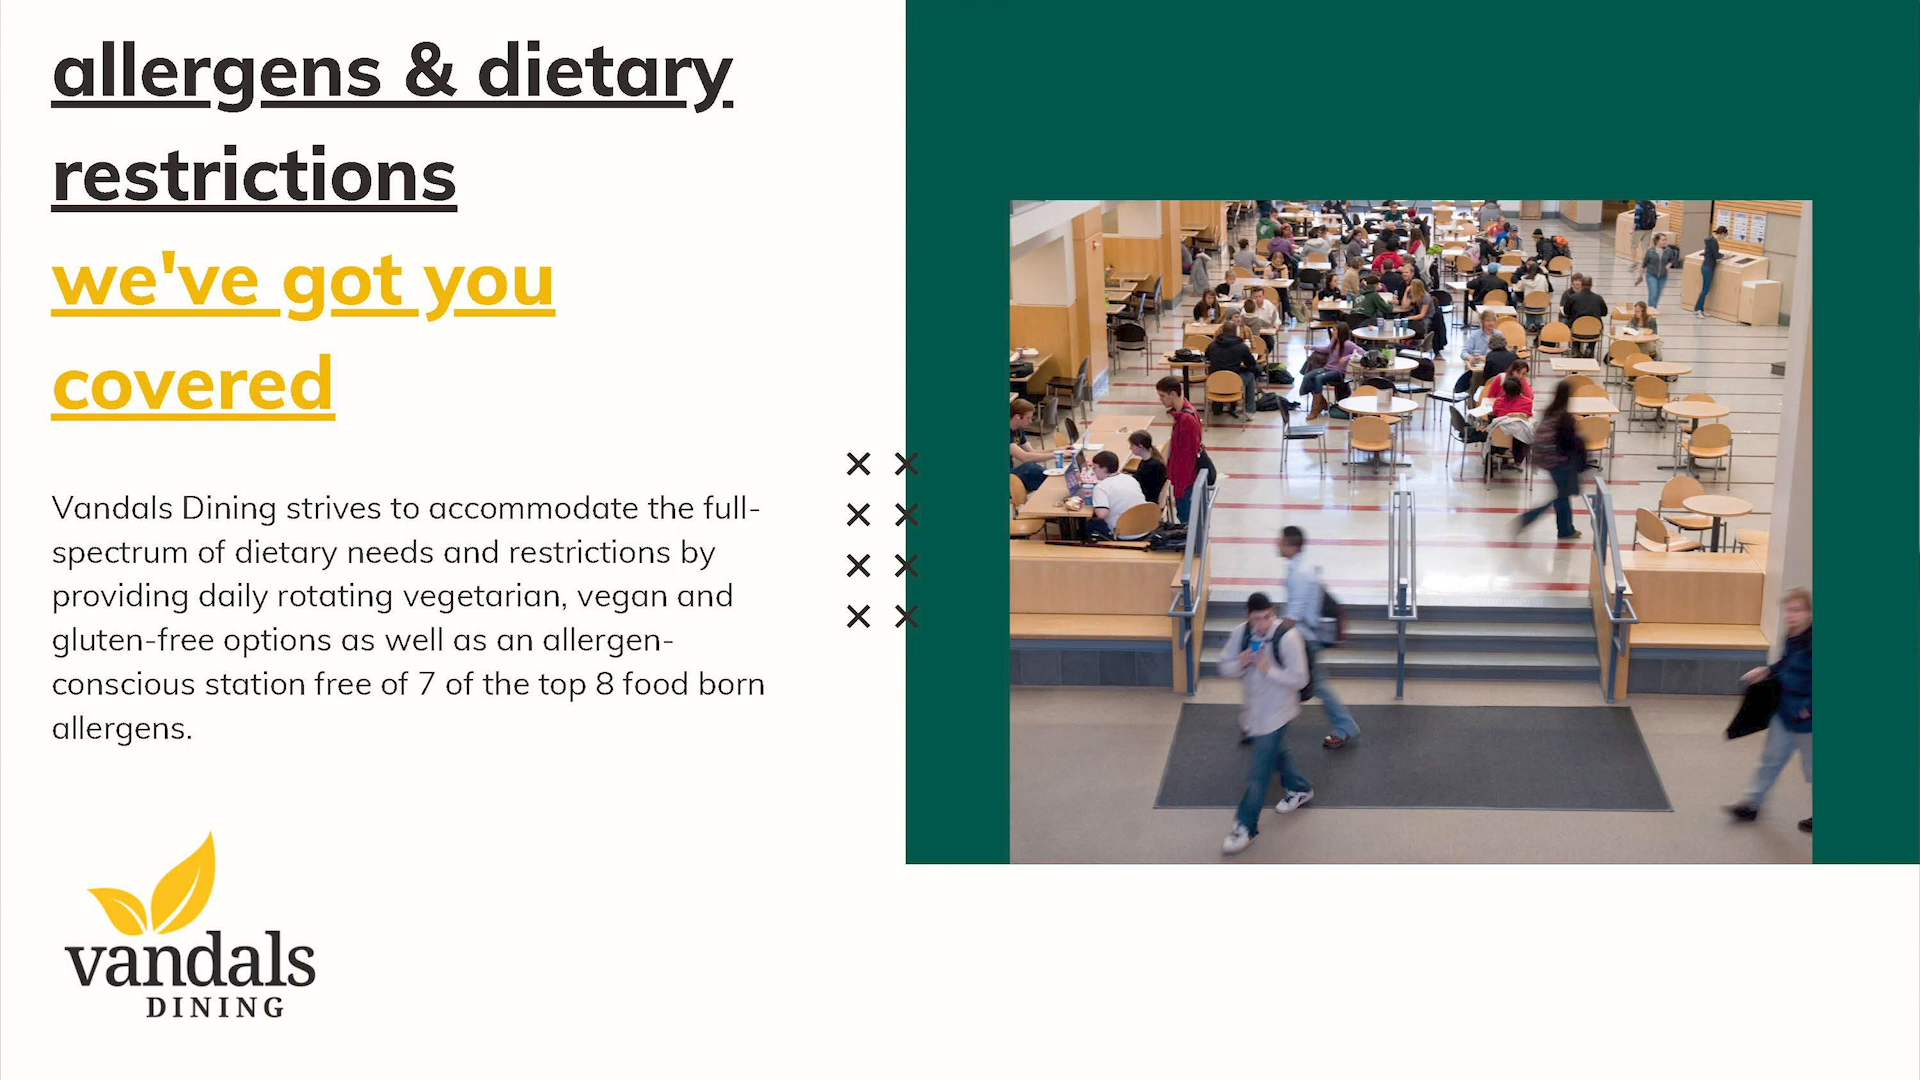 allergens & dietary
restrictions
we've got you
covered
Vandals Dining strives to accommodate the full-
spectrum of dietary needs and restrictions by
providing daily rotating vegetarian, vegan and
gluten-free options as well as an allergen-
conscious station free of 7 of the top 8 food born
allergens.
vandals
DINING